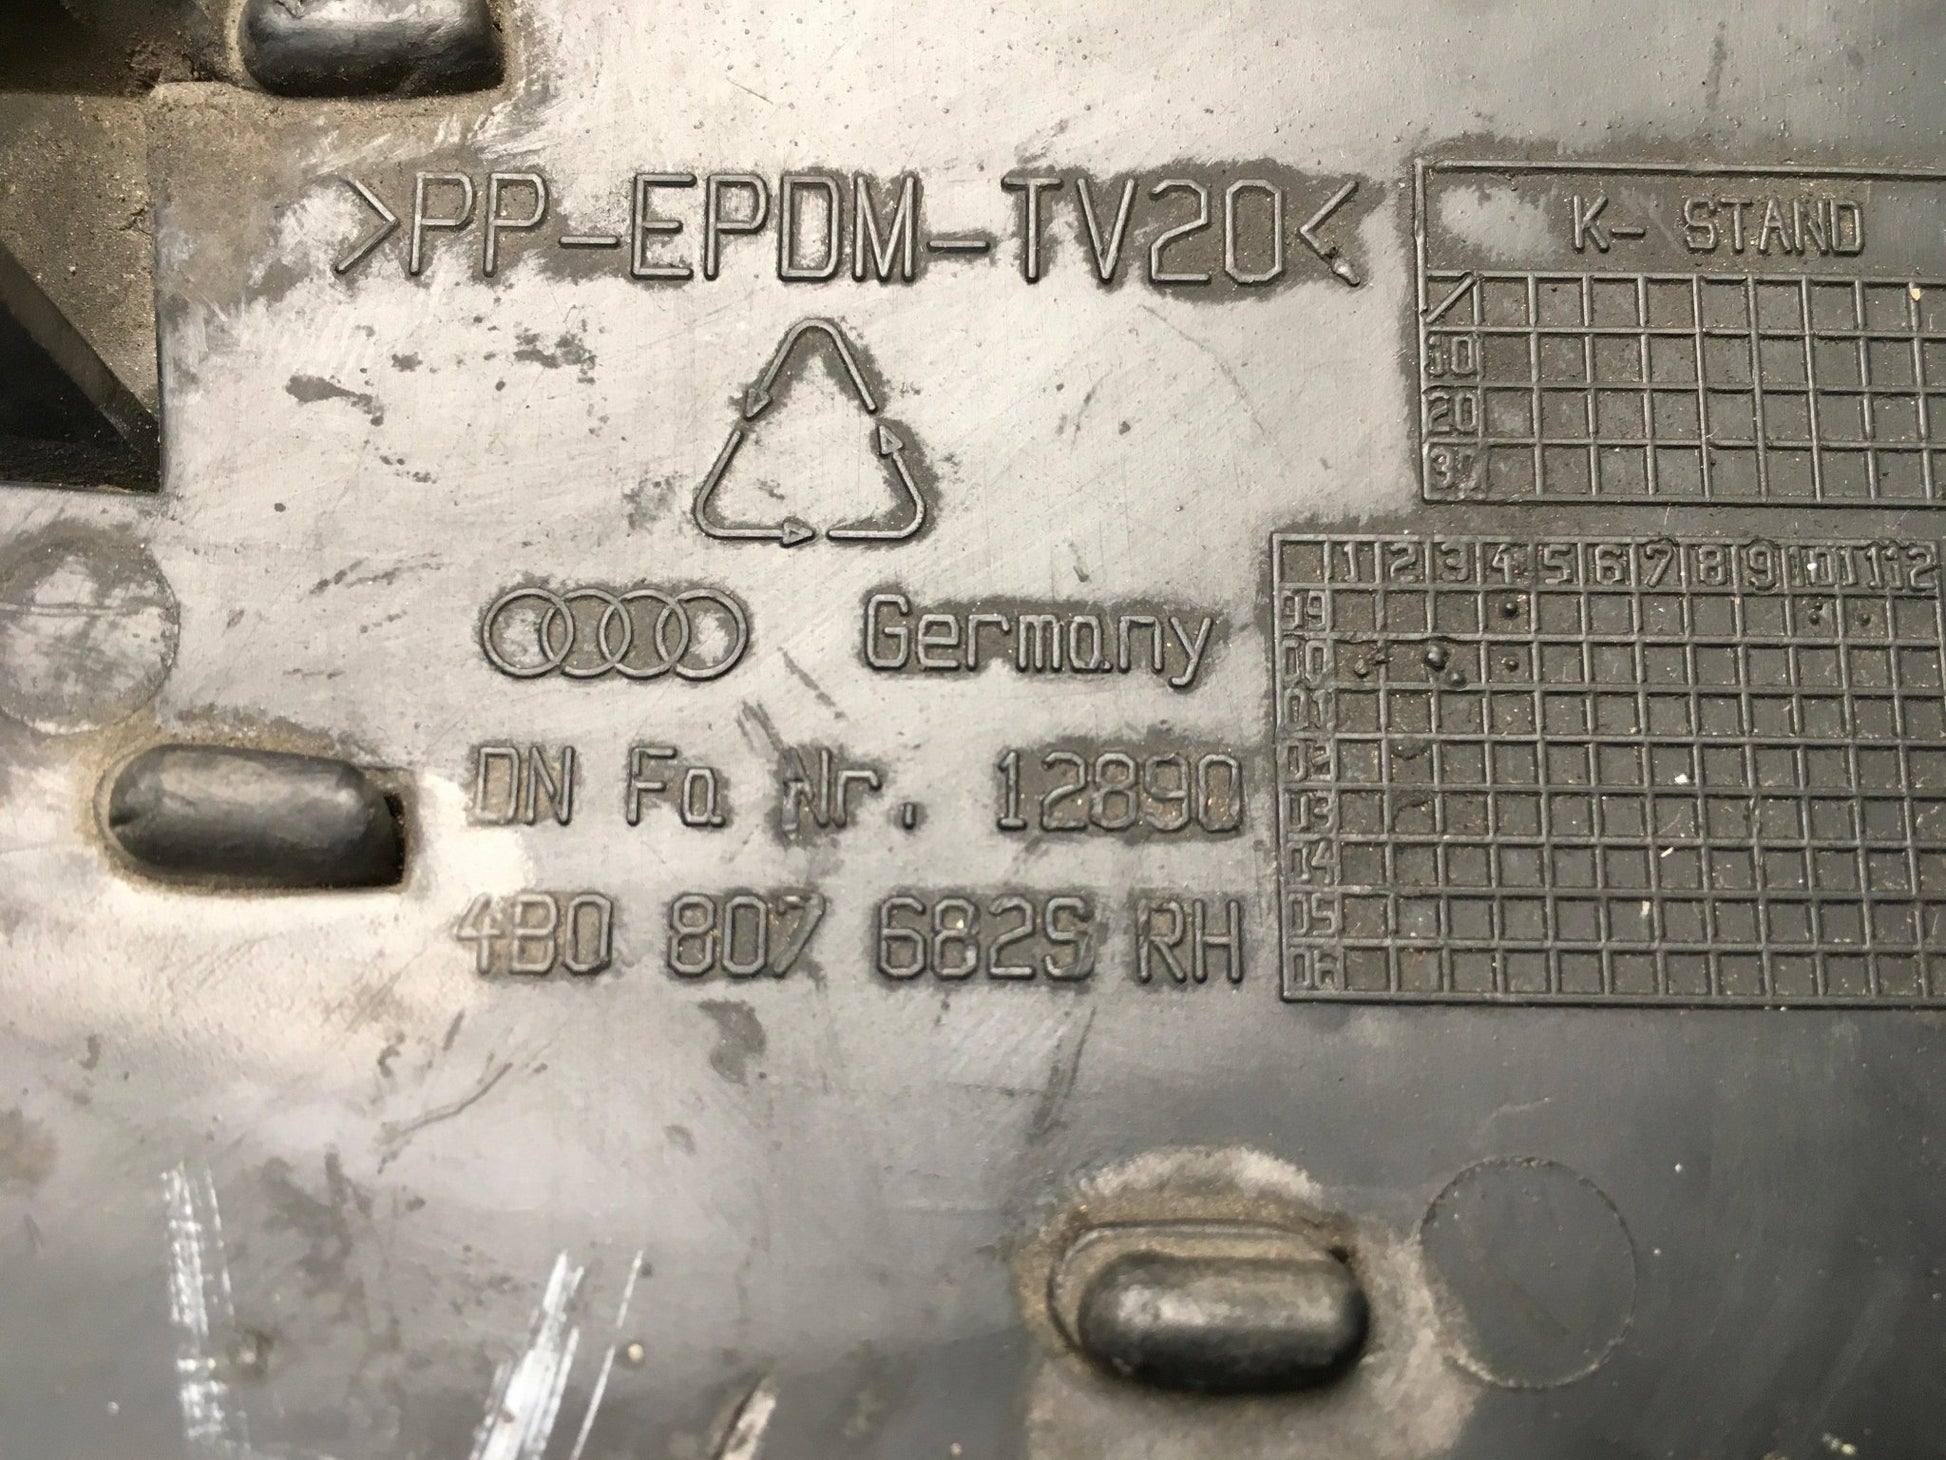 >PP-EPDM-TV20<
K- STAND
10
20
Germany
DN Fa Nr. 12890
4B0 807 682S RH
1 2 3 4 5 6 7 8 9 10 11 12
99
00
01
02
03
04
05
06